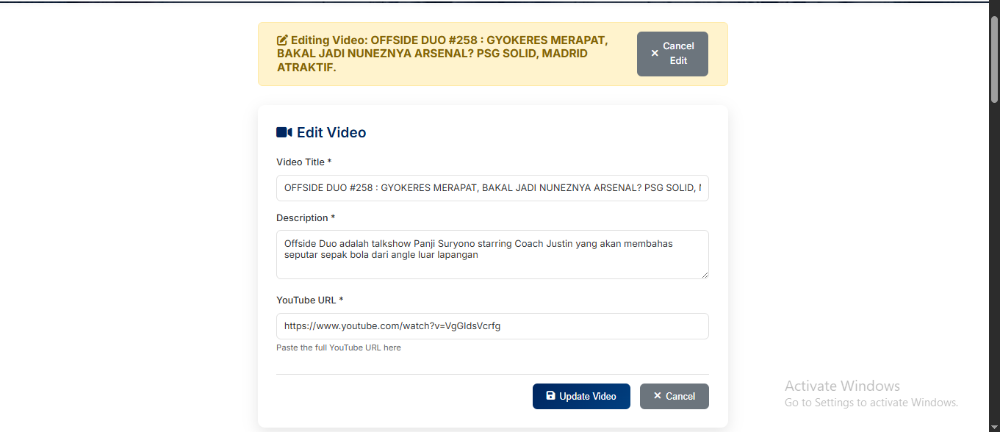 Editing Video: OFFSIDE DUO #258 : GYOKERES MERAPAT,
BAKAL JADI NUNEZNYA ARSENAL? PSG SOLID, MADRID
ATRAKTIF.
Cancel
Edit
Edit Video
Video Title *
OFFSIDE DUO #258 : GYOKERES MERAPAT, BAKAL JADI NUNEZNYA ARSENAL? PSG SOLID,
Description *
Offside Duo adalah talkshow Panji Suryono starring Coach Justin yang akan membahas
seputar sepak bola dari angle luar lapangan
YouTube URL *
https://www.youtube.com/watch?v=VgGIdsVcrfg
Paste the full YouTube URL here
Update Video
Cancel
Activate Windows
Go to Settings to activate Windows.